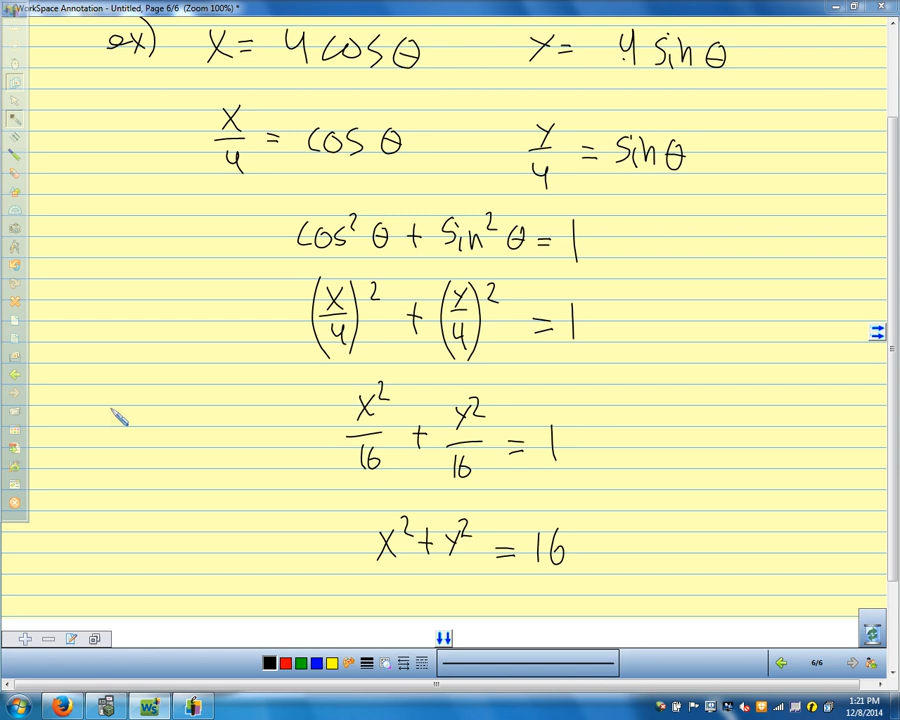 WorkSpace Annotation - Untitled, Page 6/6 (Zoom 100%) *
ex) x = 4 cos θ y = 4 sin θ
x/4 = cos θ y/4 = sin θ
cos² θ + sin² θ = 1
(x/4)² + (y/4)² = 1
x²/16 + y²/16 = 1
x² + y² = 16
6/6
1:21 PM
12/8/2014